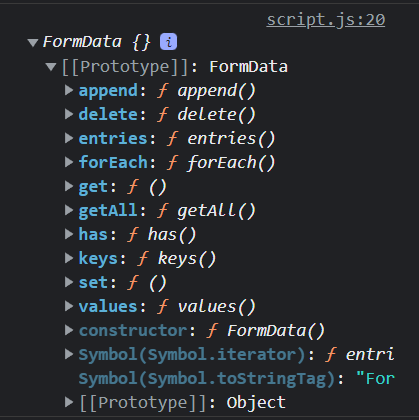 script.js:20
FormData {} i
[[Prototype]]: FormData
append: ƒ append()
delete: ƒ delete()
entries: ƒ entries()
forEach: ƒ forEach()
get: ƒ ()
getAll: ƒ getAll()
has: ƒ has()
keys: ƒ keys()
set: ƒ ()
values: ƒ values()
constructor: ƒ FormData()
Symbol(Symbol.iterator): ƒ entri
Symbol(Symbol.toStringTag): "For
[[Prototype]]: Object